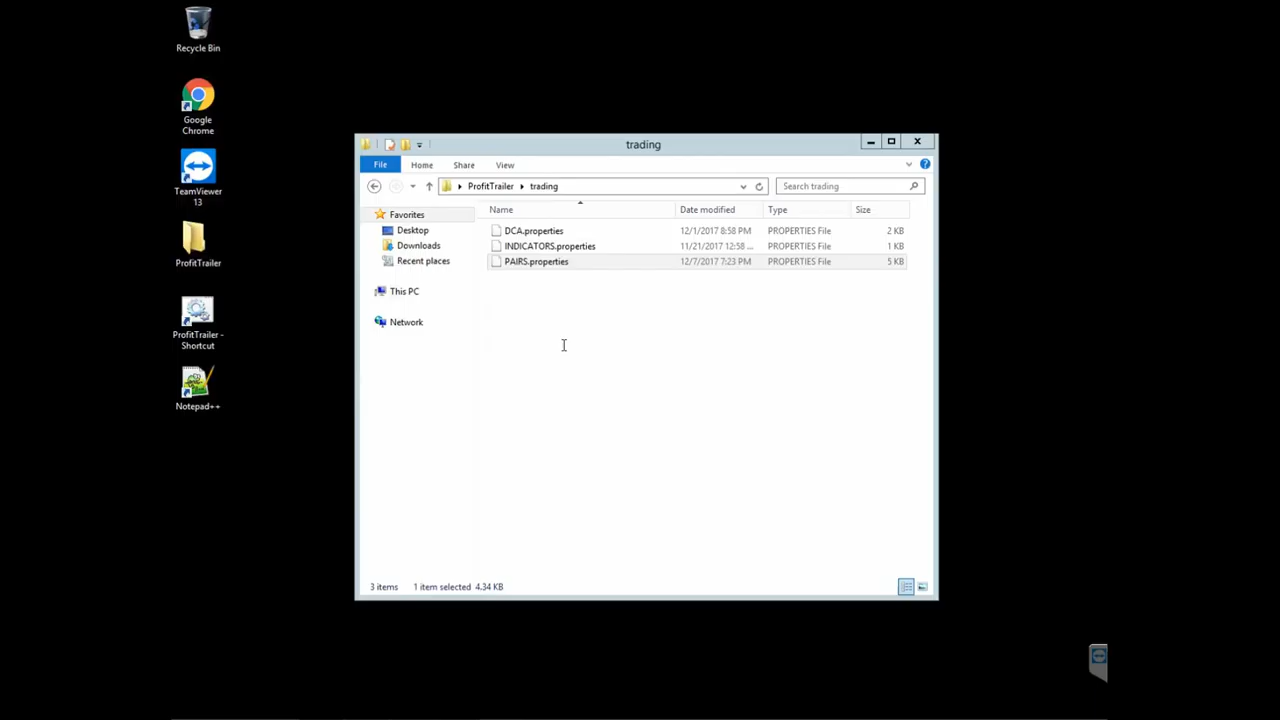 Recycle Bin
Google
Chrome
TeamViewer
13
ProfitTrailer
ProfitTrailer -
Shortcut
Notepad++
trading
File Home Share View
ProfitTrailer trading
Search trading
Name Date modified Type Size
Favorites
Desktop
Downloads
Recent places
This PC
Network
DCA.properties 12/1/2017 8:58 PM PROPERTIES File 2 KB
INDICATORS.properties 11/21/2017 12:58 ... PROPERTIES File 1 KB
PAIRS.properties 12/7/2017 7:23 PM PROPERTIES File 5 KB
3 items 1 item selected 4.34 KB